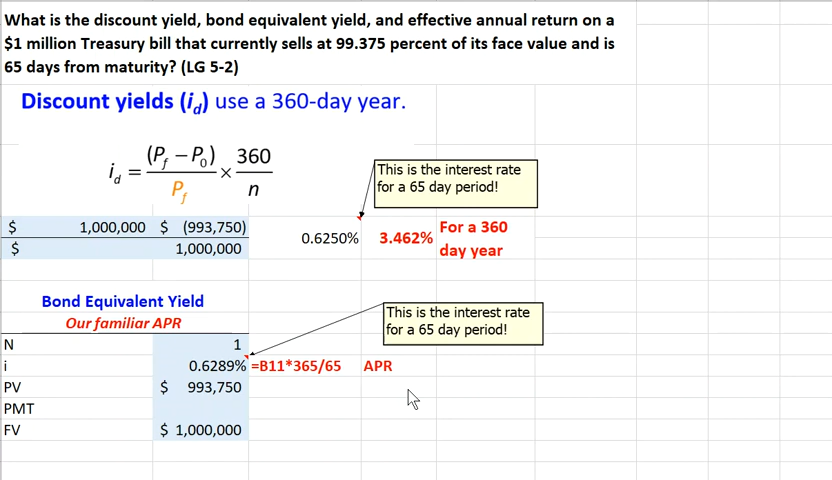 What is the discount yield, bond equivalent yield, and effective annual return on a
$1 million Treasury bill that currently sells at 99.375 percent of its face value and is
65 days from maturity? (LG 5-2)
Discount yields (i_d) use a 360-day year.
i_d = (P_f − P_0) / P_f × 360 / n
This is the interest rate
for a 65 day period!
$ 1,000,000 $ (993,750)
$ 1,000,000
0.6250% 3.462% For a 360
day year
Bond Equivalent Yield
Our familiar APR
This is the interest rate
for a 65 day period!
N 1
i 0.6289% =B11*365/65 APR
PV $ 993,750
PMT
FV $ 1,000,000